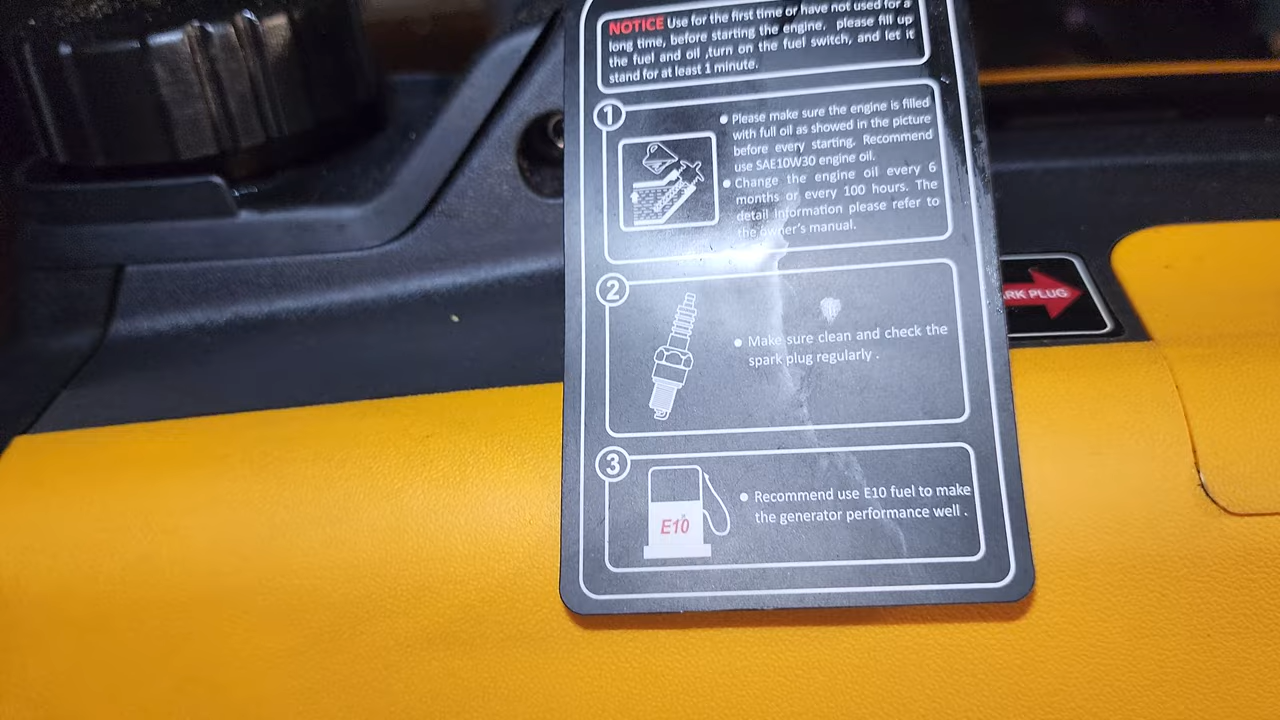 NOTICE Use for the first time or have not used for a
long time, before starting the engine, please fill up
the fuel and oil ,turn on the fuel switch, and let it
stand for at least 1 minute.
1
● Please make sure the engine is filled
with full oil as showed in the picture
before every starting. Recommend
use SAE10W30 engine oil.
● Change the engine oil every 6
months or every 100 hours. The
detail information please refer to
the owner's manual.
2
● Make sure clean and check the
spark plug regularly .
RK PLUG
3
● Recommend use E10 fuel to make
the generator performance well .
E10